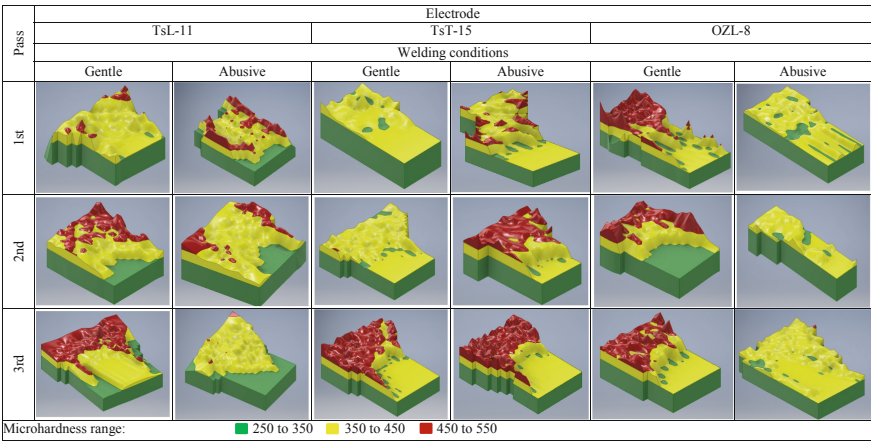 Pass
Electrode
TsL-11 TsT-15 OZL-8
Welding conditions
Gentle Abusive Gentle Abusive Gentle Abusive
1st
2nd
3rd
Microhardness range: 250 to 350 350 to 450 450 to 550